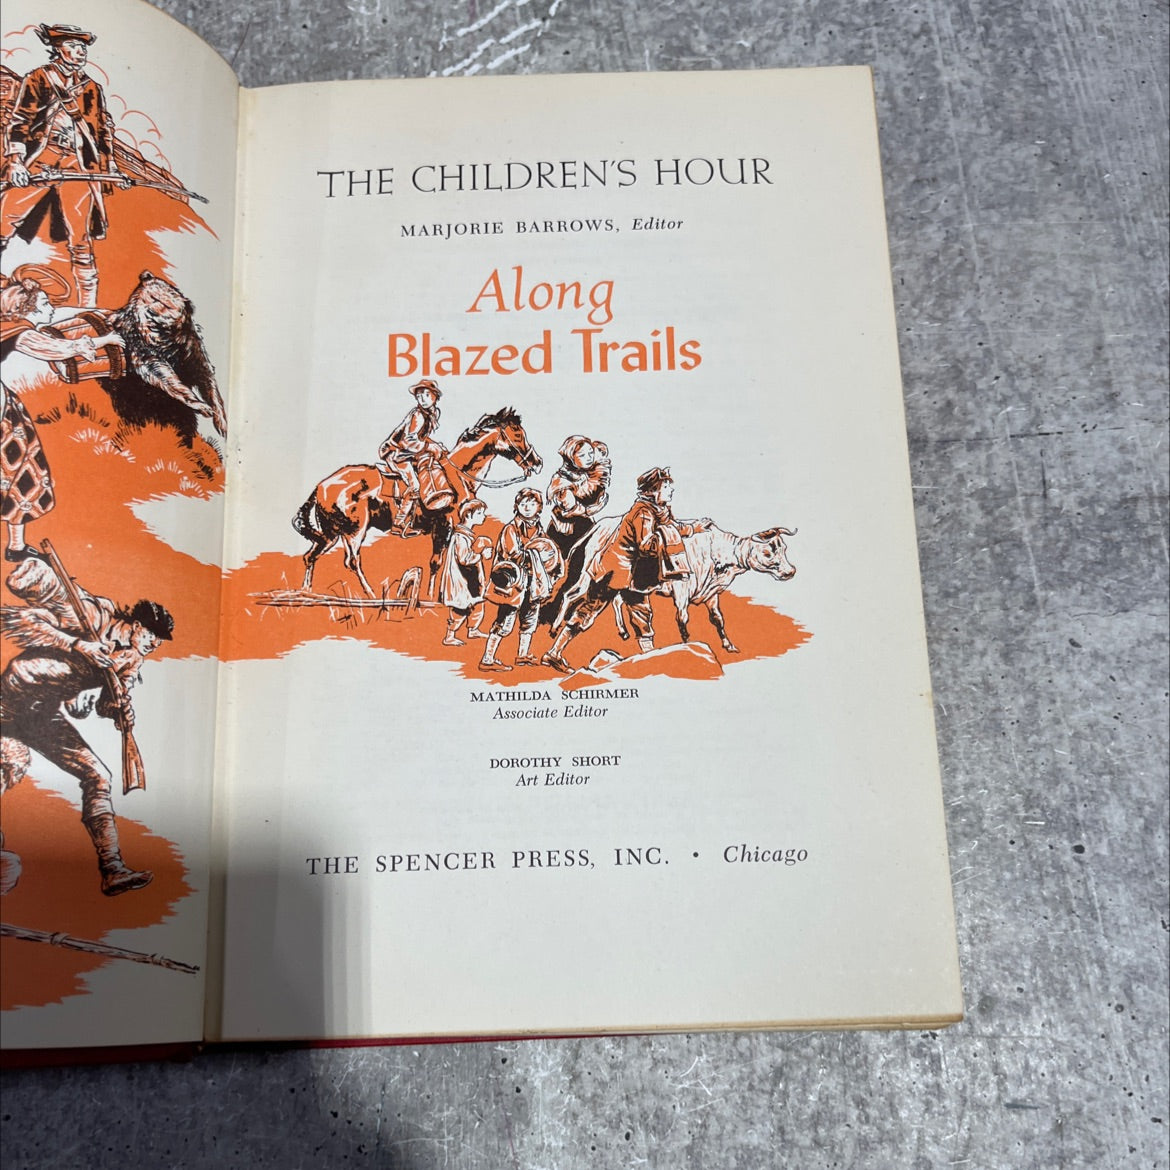 THE CHILDREN'S HOUR
MARJORIE BARROWS, Editor
Along
Blazed Trails
MATHILDA SCHIRMER
Associate Editor
DOROTHY SHORT
Art Editor
THE SPENCER PRESS, INC. • Chicago